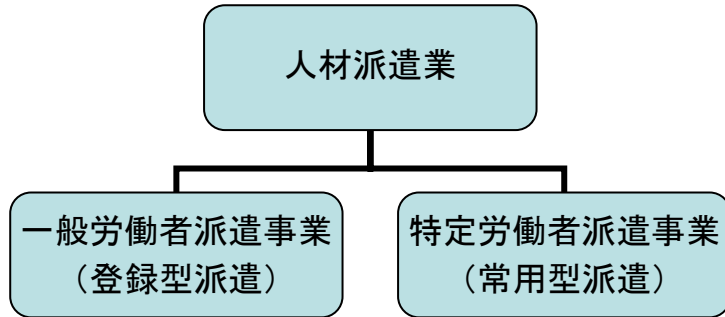 人材派遣業
一般労働者派遣事業
（登録型派遣）
特定労働者派遣事業
（常用型派遣）